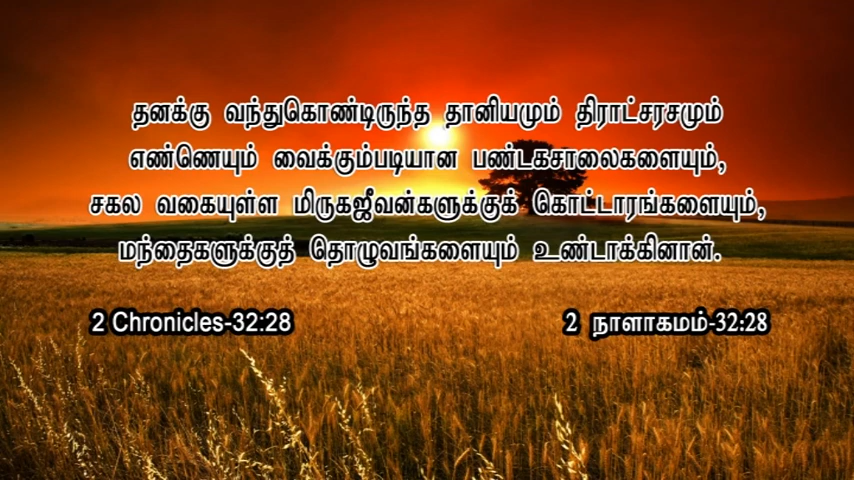 தனக்கு வந்துகொண்டிருந்த தானியமும் திராட்சரசமும்
எண்ணெயும் வைக்கும்படியான பண்டகசாலைகளையும்,
சகல வகையுள்ள மிருகஜீவன்களுக்குக் கொட்டாரங்களையும்,
மந்தைகளுக்குத் தொழுவங்களையும் உண்டாக்கினான்.
2 Chronicles-32:28 2 நாளாகமம்-32:28